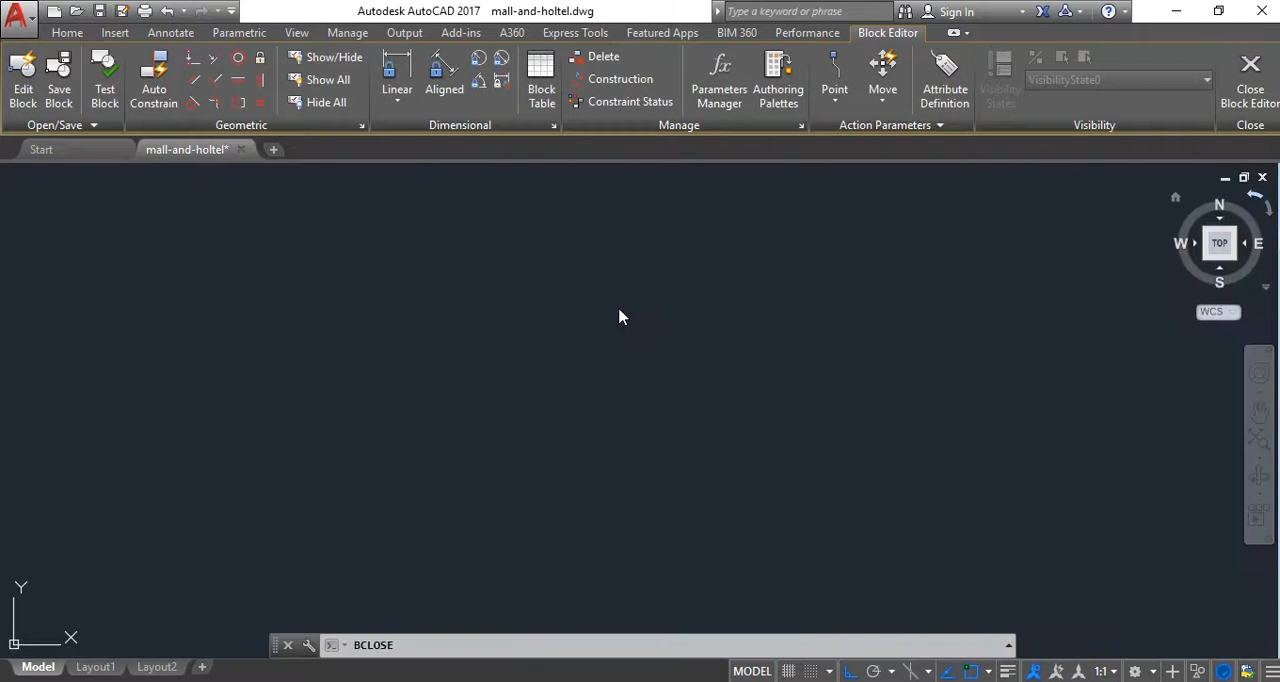 Autodesk AutoCAD 2017 mall-and-holtel.dwg
Type a keyword or phrase
Sign In
Home Insert Annotate Parametric View Manage Output Add-ins A360 Express Tools Featured Apps BIM 360 Performance Block Editor
Edit Block
Save Block
Test Block
Auto Constrain
Show/Hide
Show All
Hide All
Linear
Aligned
Block Table
Delete
Construction
Constraint Status
Parameters Manager
Authoring Palettes
Point
Move
Attribute Definition
Visibility States
VisibilityState0
Close Block Editor
Open/Save Geometric Dimensional Manage Action Parameters Visibility Close
Start mall-and-holtel*
N
W TOP E
S
WCS
Y
X
BCLOSE
Model Layout1 Layout2
MODEL 1:1